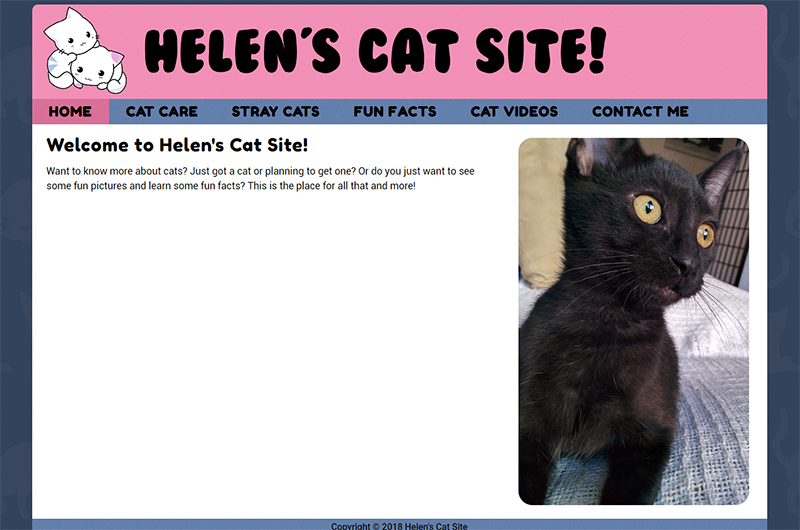 HELEN'S CAT SITE!
HOME CAT CARE STRAY CATS FUN FACTS CAT VIDEOS CONTACT ME
Welcome to Helen's Cat Site!
Want to know more about cats? Just got a cat or planning to get one? Or do you just want to see
some fun pictures and learn some fun facts? This is the place for all that and more!
Copyright © 2018 Helen's Cat Site